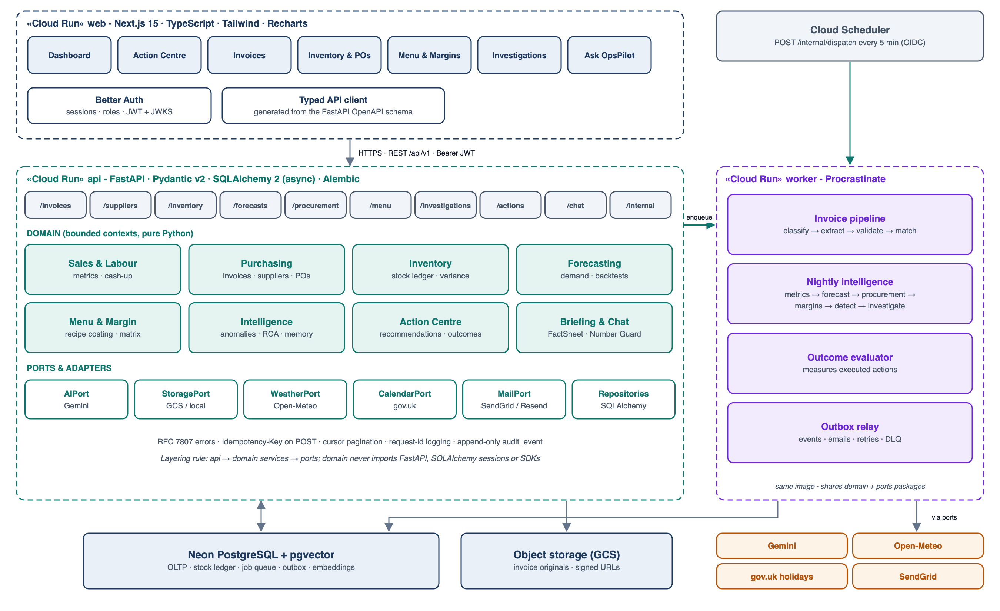 «Cloud Run» web - Next.js 15 · TypeScript · Tailwind · Recharts
Dashboard
Action Centre
Invoices
Inventory & POs
Menu & Margins
Investigations
Ask OpsPilot
Better Auth
sessions · roles · JWT + JWKS
Typed API client
generated from the FastAPI OpenAPI schema
Cloud Scheduler
POST /internal/dispatch every 5 min (OIDC)
HTTPS · REST /api/v1 · Bearer JWT
«Cloud Run» api - FastAPI · Pydantic v2 · SQLAlchemy 2 (async) · Alembic
/invoices
/suppliers
/inventory
/forecasts
/procurement
/menu
/investigations
/actions
/chat
/internal
DOMAIN (bounded contexts, pure Python)
Sales & Labour
metrics · cash-up
Purchasing
invoices · suppliers · POs
Inventory
stock ledger · variance
Forecasting
demand · backtests
Menu & Margin
recipe costing · matrix
Intelligence
anomalies · RCA · memory
Action Centre
recommendations · outcomes
Briefing & Chat
FactSheet · Number Guard
PORTS & ADAPTERS
AIPort
Gemini
StoragePort
GCS / local
WeatherPort
Open-Meteo
CalendarPort
gov.uk
MailPort
SendGrid / Resend
Repositories
SQLAlchemy
RFC 7807 errors · Idempotency-Key on POST · cursor pagination · request-id logging · append-only audit_event
Layering rule: api → domain services → ports; domain never imports FastAPI, SQLAlchemy sessions or SDKs
enqueue
«Cloud Run» worker - Procrastinate
Invoice pipeline
classify → extract → validate → match
Nightly intelligence
metrics → forecast → procurement →
margins → detect → investigate
Outcome evaluator
measures executed actions
Outbox relay
events · emails · retries · DLQ
same image · shares domain + ports packages
via ports
Neon PostgreSQL + pgvector
OLTP · stock ledger · job queue · outbox · embeddings
Object storage (GCS)
invoice originals · signed URLs
Gemini
Open-Meteo
gov.uk holidays
SendGrid